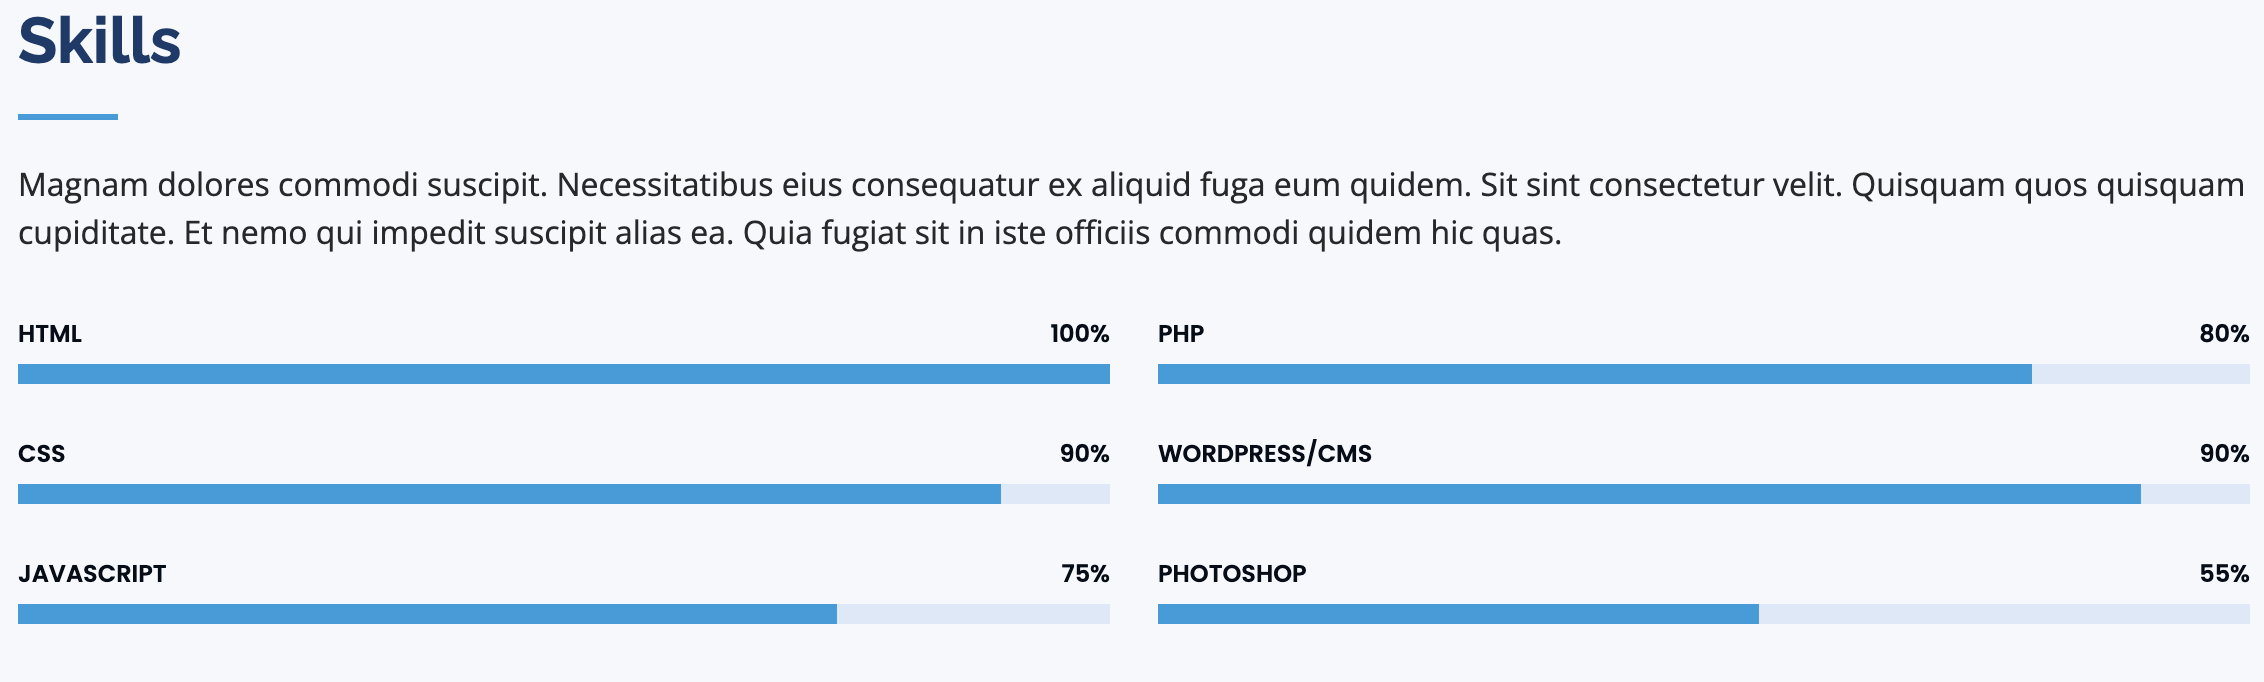 Skills
Magnam dolores commodi suscipit. Necessitatibus eius consequatur ex aliquid fuga eum quidem. Sit sint consectetur velit. Quisquam quos quisquam
cupiditate. Et nemo qui impedit suscipit alias ea. Quia fugiat sit in iste officiis commodi quidem hic quas.
HTML 100%
PHP 80%
CSS 90%
WORDPRESS/CMS 90%
JAVASCRIPT 75%
PHOTOSHOP 55%